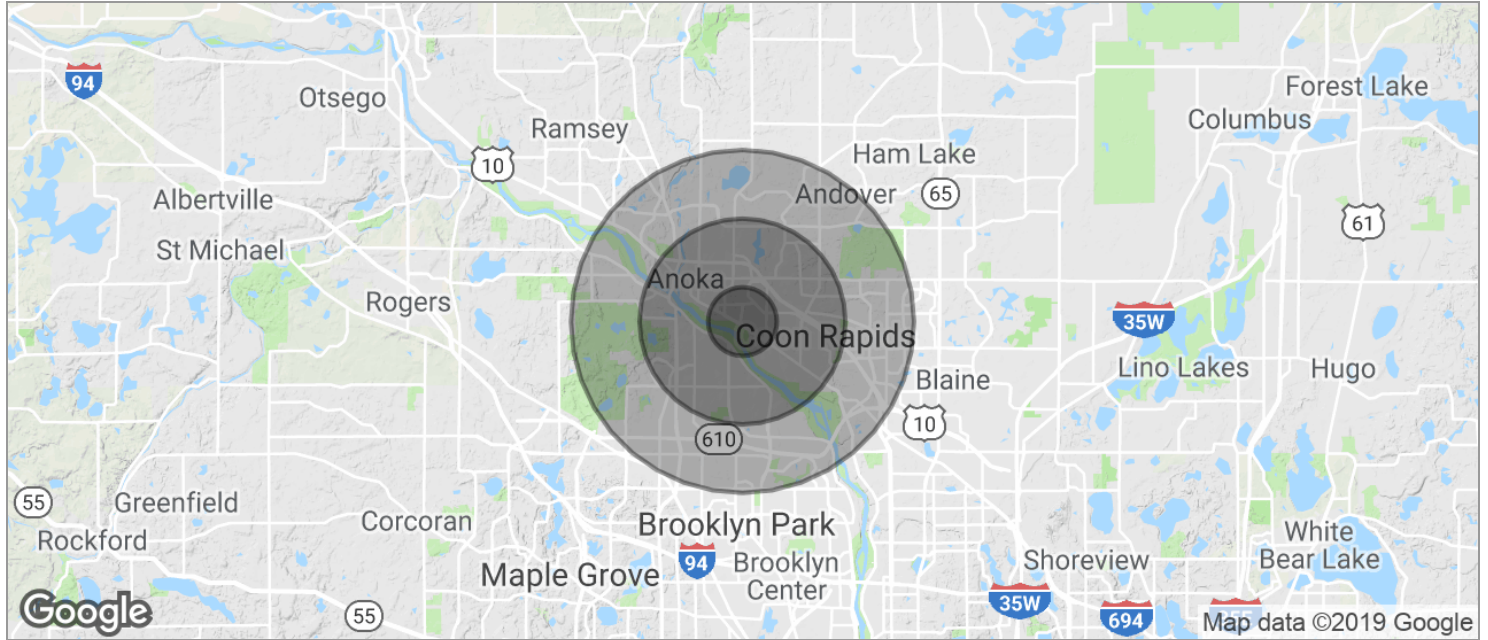 94
Otsego
Ramsey
10
Forest Lake
Columbus
Ham Lake
Andover
65
Albertville
61
St Michael
Anoka
Rogers
35W
Coon Rapids
Blaine
Lino Lakes
Hugo
10
610
55
Greenfield
Rockford
Corcoran
Brooklyn Park
White
Bear Lake
94
Brooklyn
Center
Shoreview
Maple Grove
35W
694
55
Google
Map data ©2019 Google